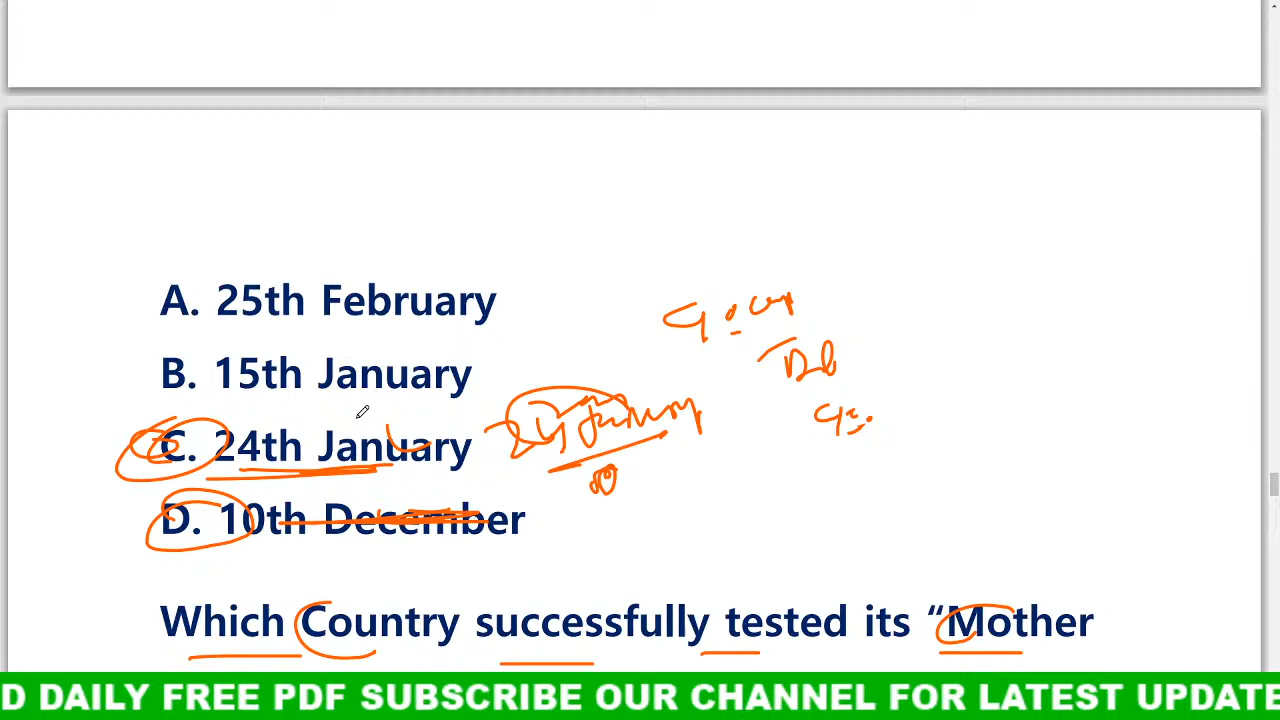 A. 25th February
B. 15th January
C. 24th January
D. 10th December
Which Country successfully tested its “Mother
D DAILY FREE PDF SUBSCRIBE OUR CHANNEL FOR LATEST UPDATE